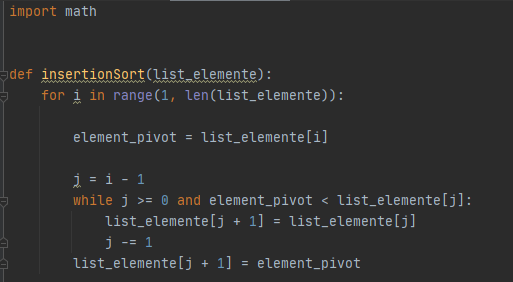 import math
def insertionSort(list_elemente):
    for i in range(1, len(list_elemente)):
        element_pivot = list_elemente[i]
        j = i - 1
        while j >= 0 and element_pivot < list_elemente[j]:
            list_elemente[j + 1] = list_elemente[j]
            j -= 1
        list_elemente[j + 1] = element_pivot